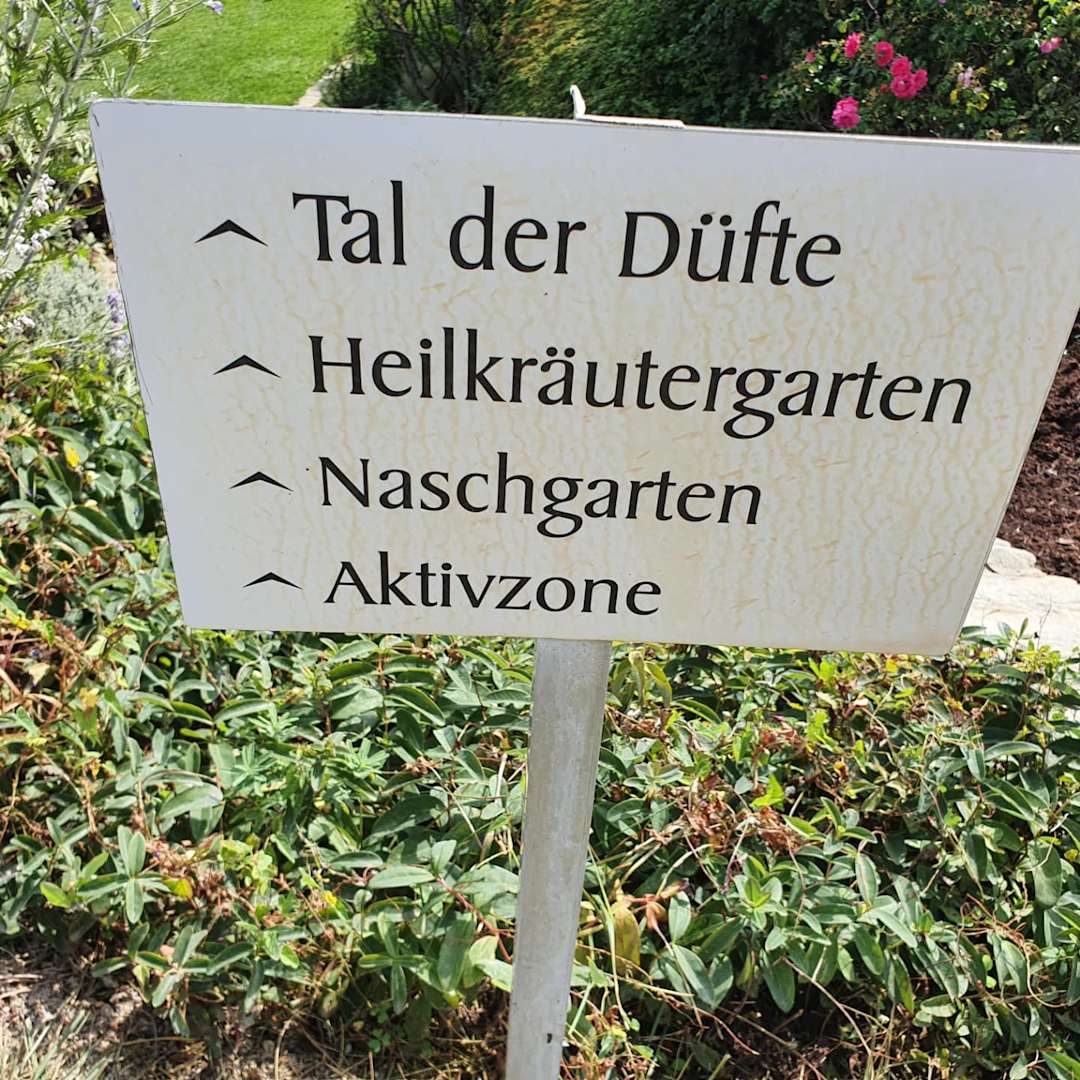 ^ Tal der Düfte
^ Heilkräutergarten
^ Naschgarten
^ Aktivzone